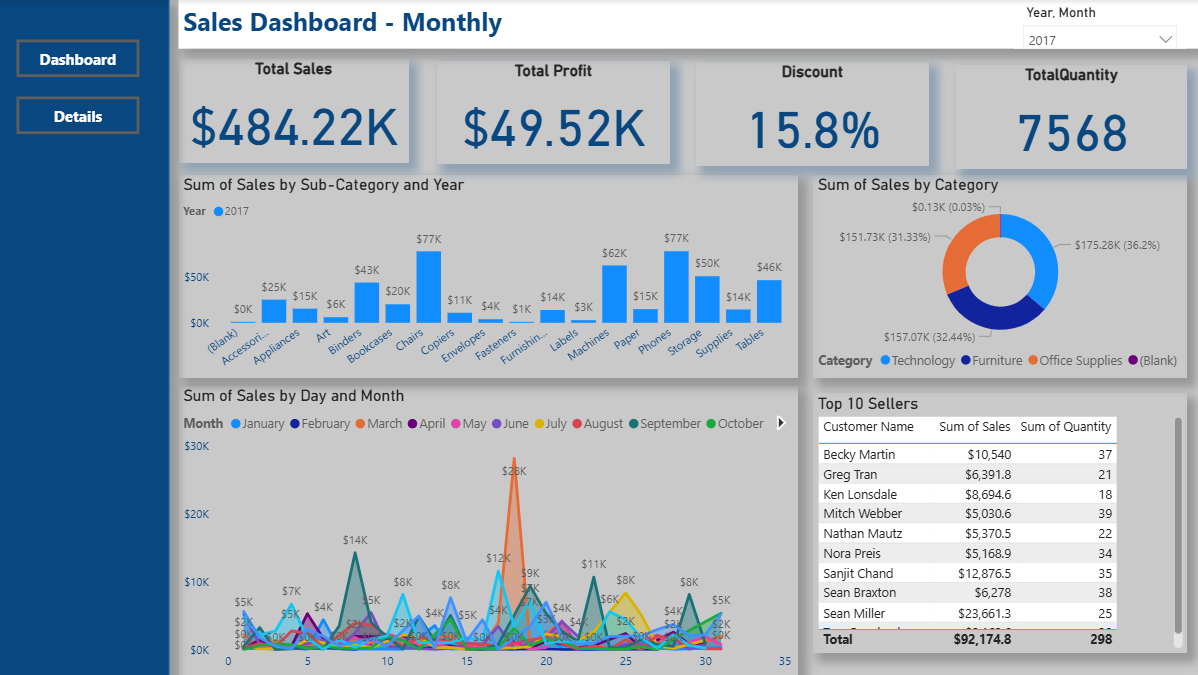 Sales Dashboard - Monthly
Year, Month
2017
Dashboard
Details
Total Sales
$484.22K
Total Profit
$49.52K
Discount
15.8%
TotalQuantity
7568
Sum of Sales by Sub-Category and Year
Year 2017
$50K
$0K
$0K $25K $15K $6K $43K $20K $77K $11K $4K $1K $14K $3K $62K $15K $77K $50K $14K $46K
(Blank) Accessori... Appliances Art Binders Bookcases Chairs Copiers Envelopes Fasteners Furnishin... Labels Machines Paper Phones Storage Supplies Tables
Sum of Sales by Category
$0.13K (0.03%)
$151.73K (31.33%)
$175.28K (36.2%)
$157.07K (32.44%)
Category Technology Furniture Office Supplies (Blank)
Sum of Sales by Day and Month
Month January February March April May June July August September October
$30K
$20K
$10K
$0K
$28K
$14K
$12K
$11K
$9K
$8K $8K $8K $8K
$7K
$6K
$5K $5K $5K $5K
$4K $4K $4K $4K $4K
$2K $2K $2K
$0K $0K $0K $0K
0 5 10 15 20 25 30 35
Top 10 Sellers
Customer Name Sum of Sales Sum of Quantity
Becky Martin $10,540 37
Greg Tran $6,391.8 21
Ken Lonsdale $8,694.6 18
Mitch Webber $5,030.6 39
Nathan Mautz $5,370.5 22
Nora Preis $5,168.9 34
Sanjit Chand $12,876.5 35
Sean Braxton $6,278 38
Sean Miller $23,661.3 25
Total $92,174.8 298